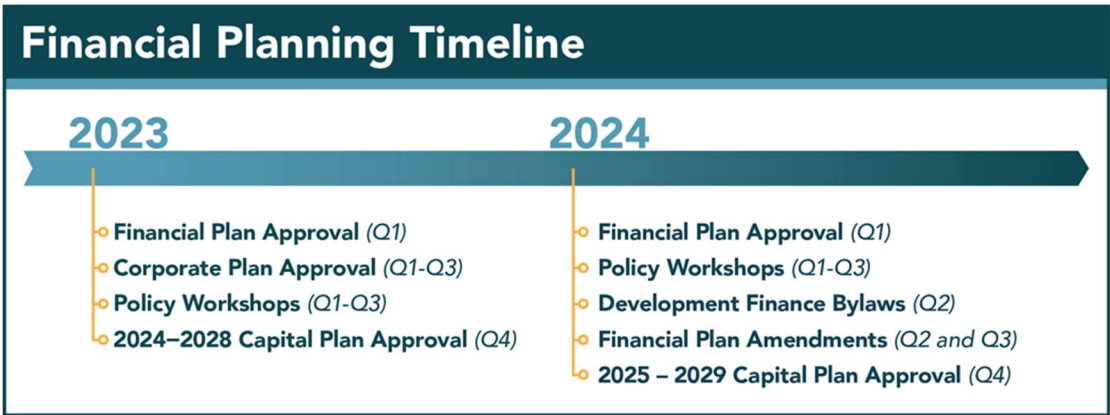 Financial Planning Timeline
2023
Financial Plan Approval (Q1)
Corporate Plan Approval (Q1-Q3)
Policy Workshops (Q1-Q3)
2024–2028 Capital Plan Approval (Q4)
2024
Financial Plan Approval (Q1)
Policy Workshops (Q1-Q3)
Development Finance Bylaws (Q2)
Financial Plan Amendments (Q2 and Q3)
2025 – 2029 Capital Plan Approval (Q4)